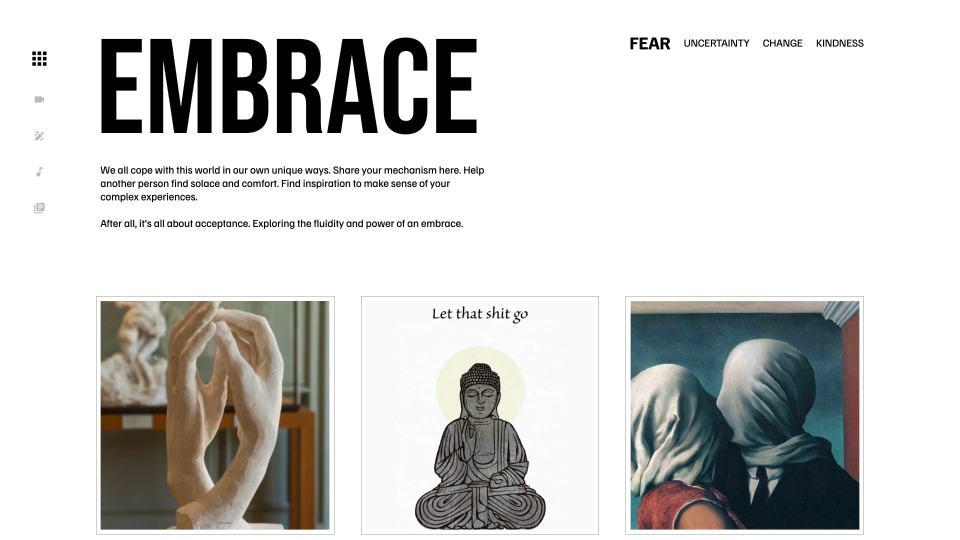 EMBRACE
FEAR UNCERTAINTY CHANGE KINDNESS
We all cope with this world in our own unique ways. Share your mechanism here. Help
another person find solace and comfort. Find inspiration to make sense of your
complex experiences.
After all, it's all about acceptance. Exploring the fluidity and power of an embrace.
Let that shit go